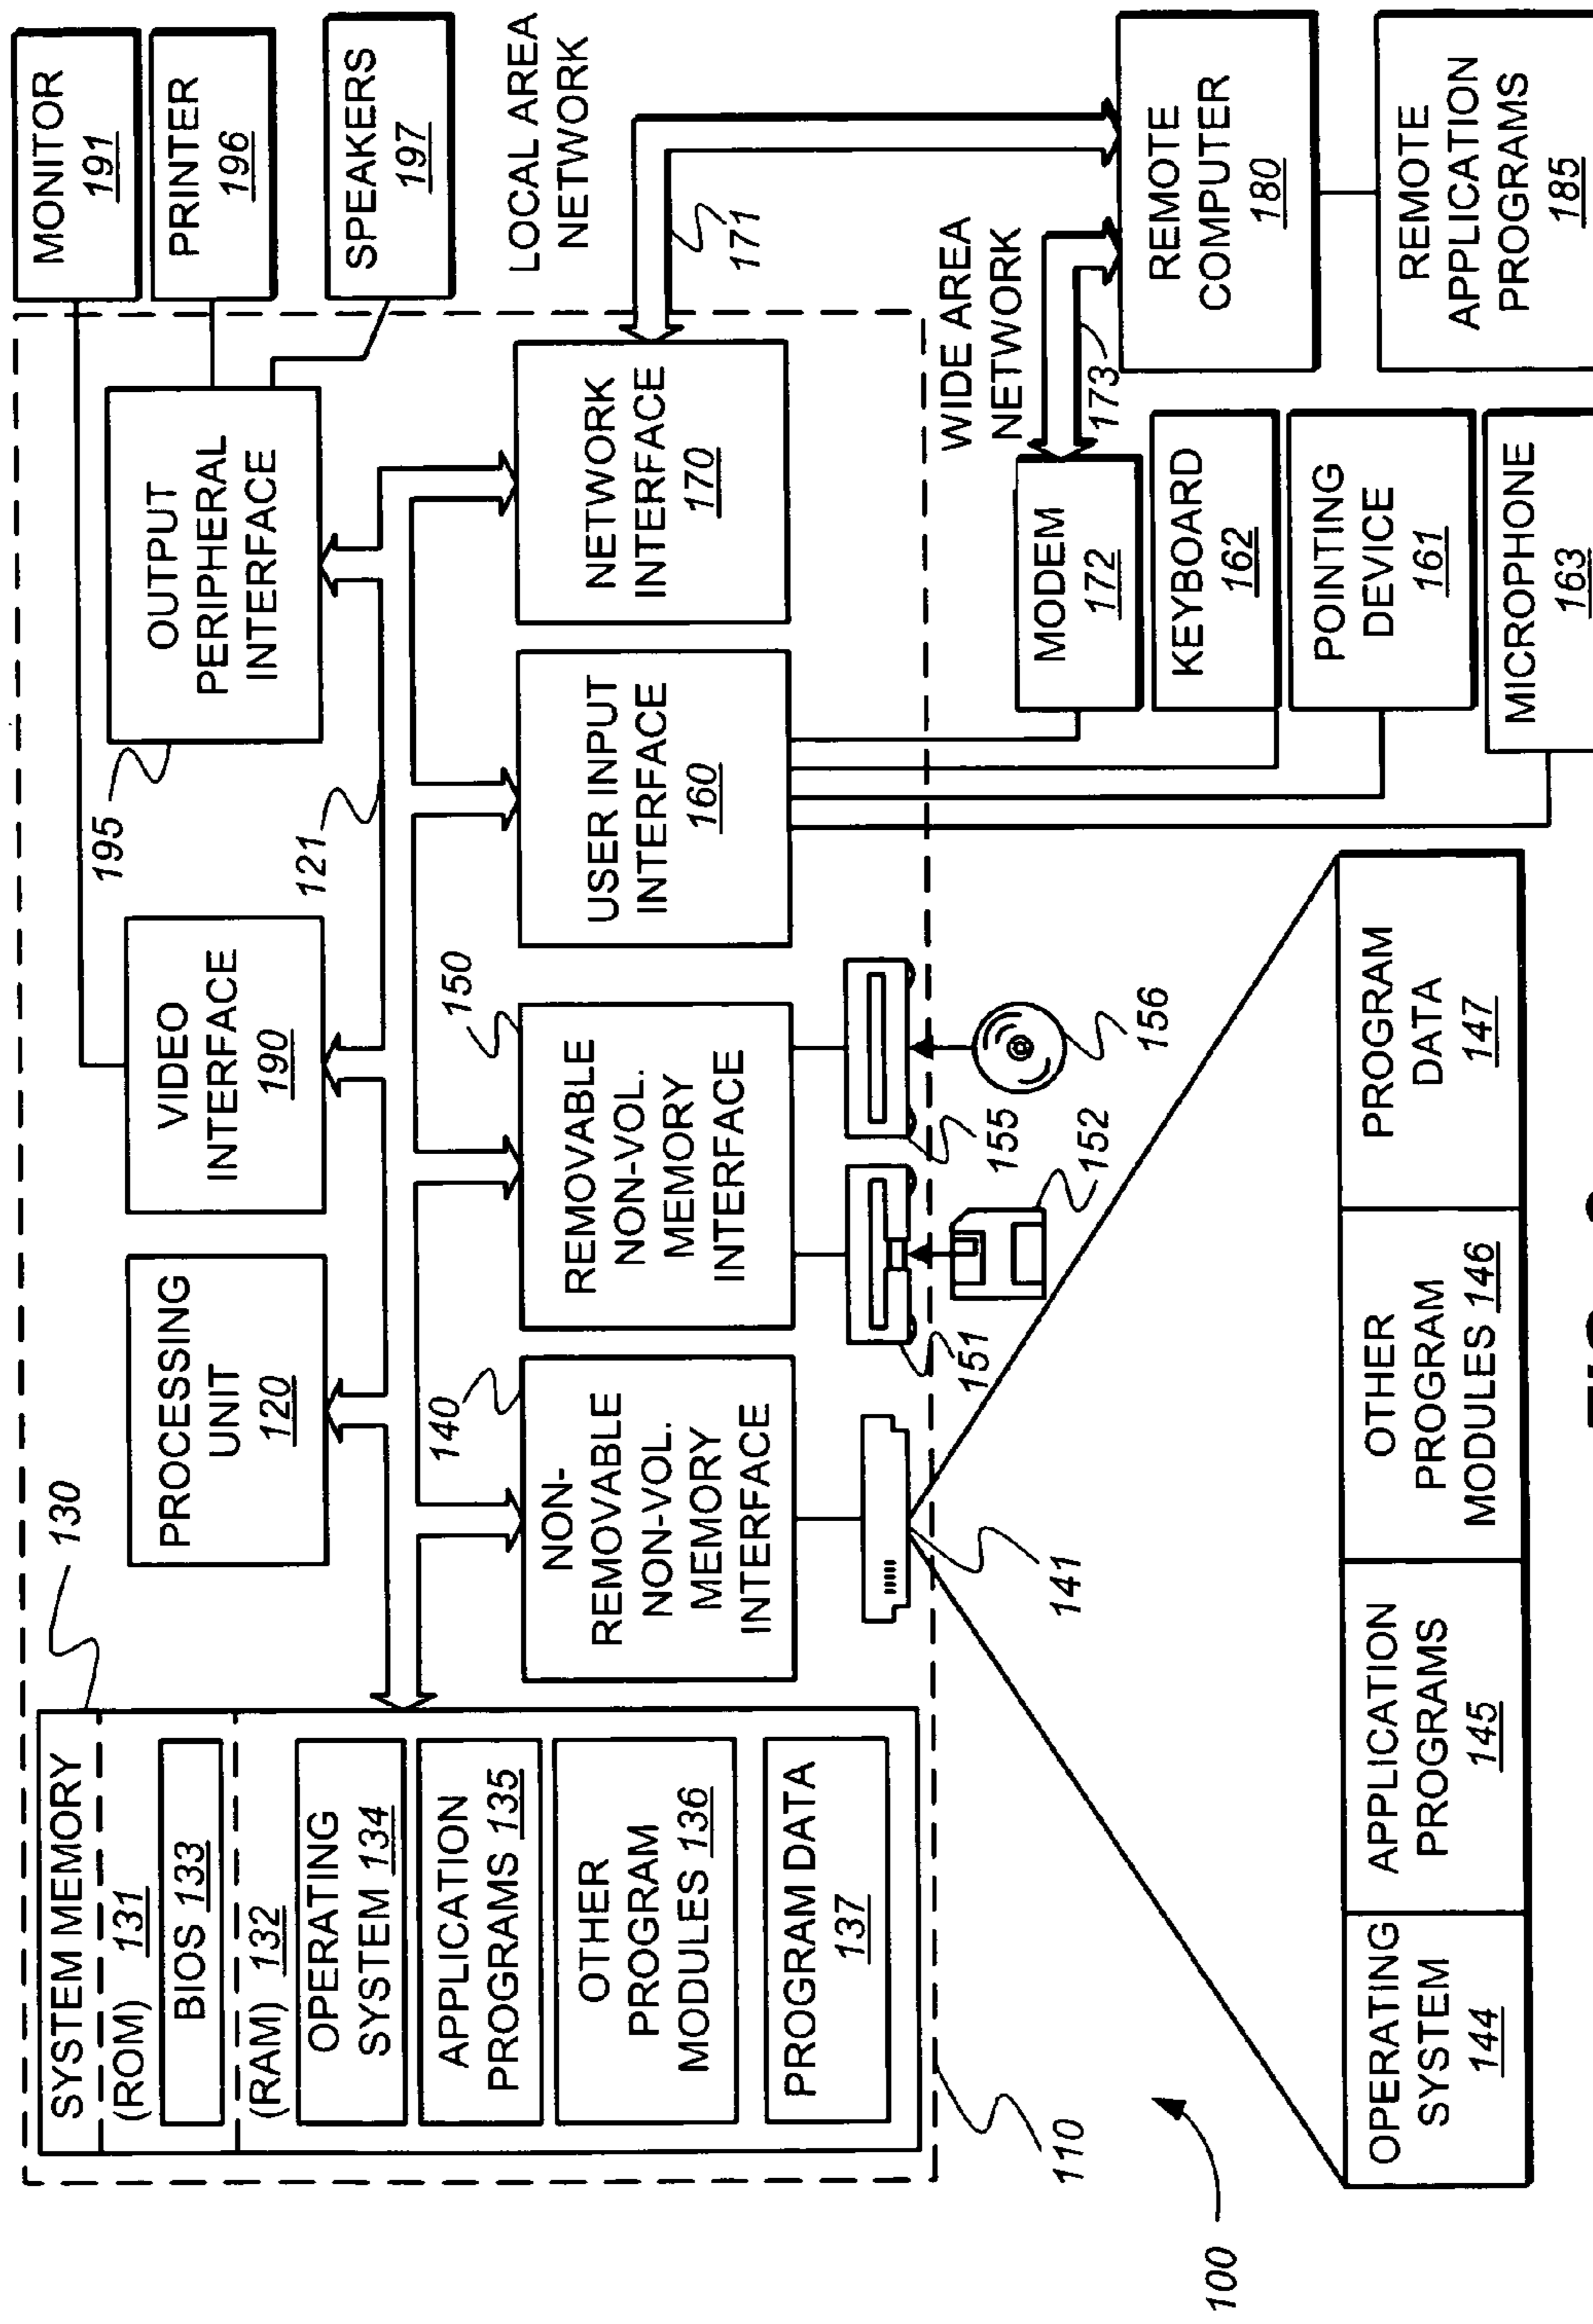 SYSTEM MEMORY
(ROM) 131
BIOS 133
(RAM) 132
OPERATING
SYSTEM 134
APPLICATION
PROGRAMS 135
OTHER
PROGRAM
MODULES 136
PROGRAM DATA
137
130
PROCESSING
UNIT
120
VIDEO
INTERFACE
190
195
OUTPUT
PERIPHERAL
INTERFACE
121
MONITOR
191
PRINTER
196
SPEAKERS
197
140
NON-
REMOVABLE
NON-VOL.
MEMORY
INTERFACE
150
REMOVABLE
NON-VOL.
MEMORY
INTERFACE
USER INPUT
INTERFACE
160
NETWORK
INTERFACE
170
LOCAL AREA
NETWORK
171
110
141
151
152
155
156
WIDE AREA
NETWORK
173
MODEM
172
KEYBOARD
162
POINTING
DEVICE
161
MICROPHONE
163
REMOTE
COMPUTER
180
REMOTE
APPLICATION
PROGRAMS
185
100
OPERATING
SYSTEM
144
APPLICATION
PROGRAMS
145
OTHER
PROGRAM
MODULES 146
PROGRAM
DATA
147